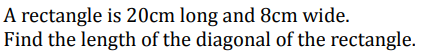 A rectangle is 20cm long and 8cm wide.
Find the length of the diagonal of the rectangle.